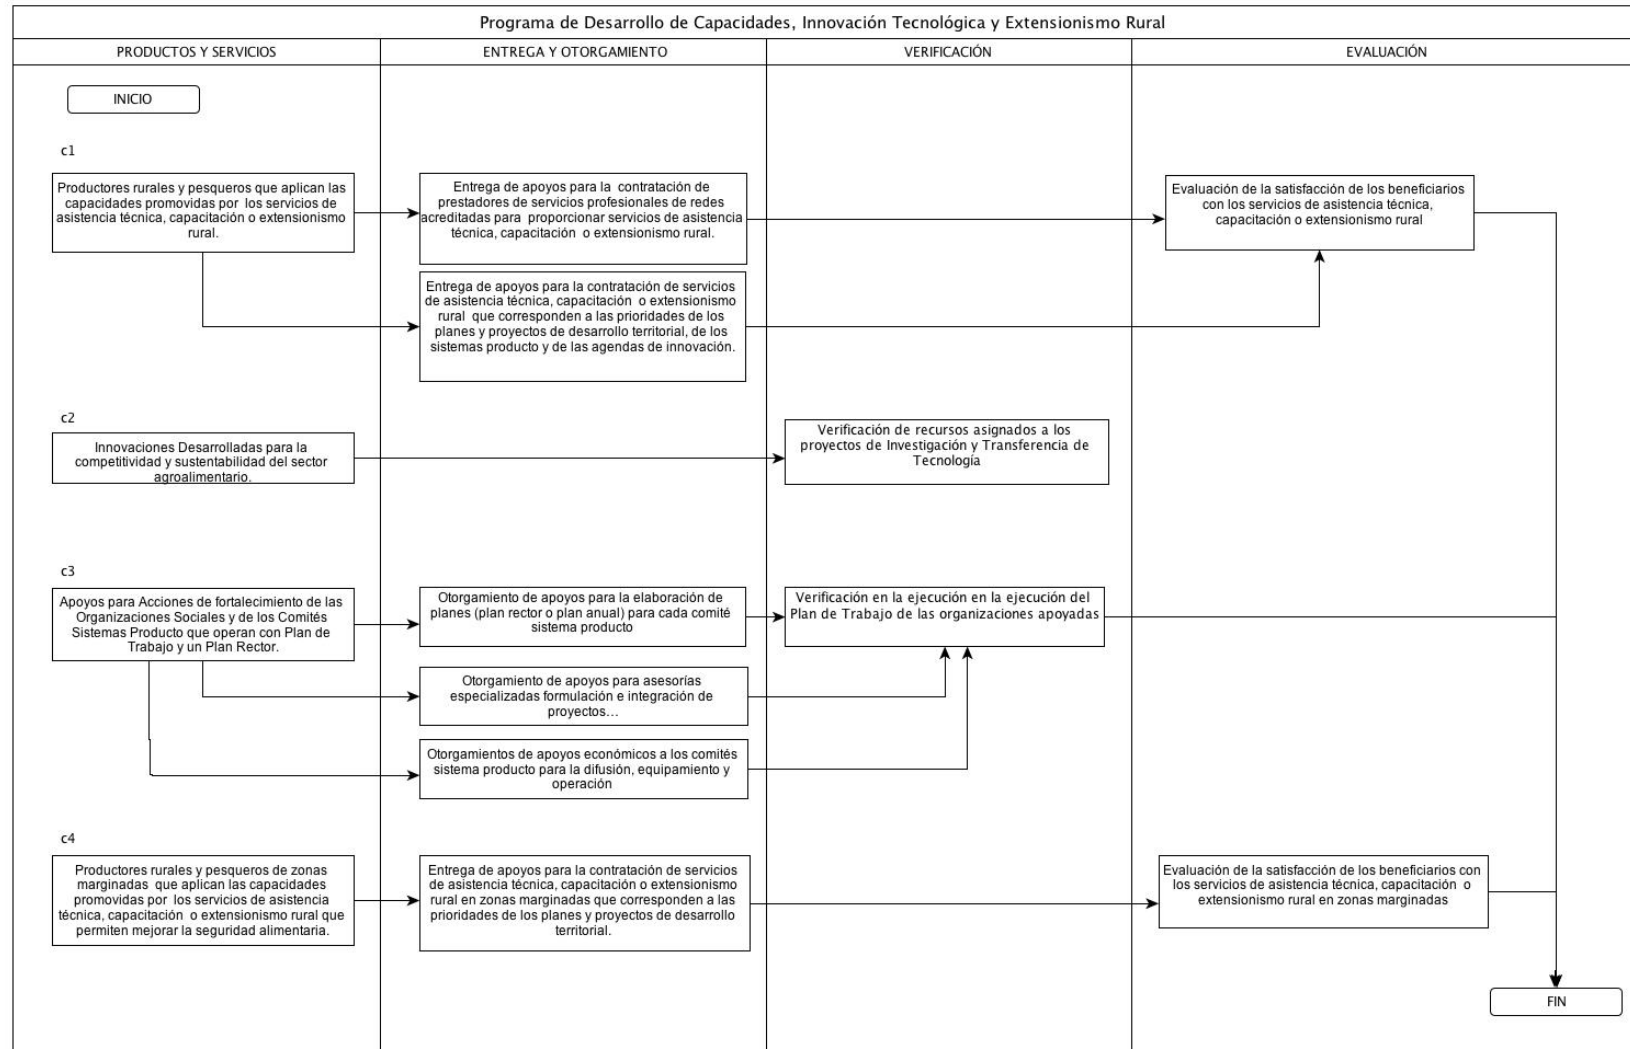 Programa de Desarrollo de Capacidades, Innovación Tecnológica y Extensionismo Rural
PRODUCTOS Y SERVICIOS
ENTREGA Y OTORGAMIENTO
VERIFICACIÓN
EVALUACIÓN
INICIO
c1
Productores rurales y pesqueros que aplican las
capacidades promovidas por los servicios de
asistencia técnica, capacitación o extensionismo
rural.
Entrega de apoyos para la contratación de
prestadores de servicios profesionales de redes
acreditadas para proporcionar servicios de asistencia
técnica, capacitación o extensionismo rural.
Evaluación de la satisfacción de los beneficiarios
con los servicios de asistencia técnica,
capacitación o extensionismo rural
Entrega de apoyos para la contratación de servicios
de asistencia técnica, capacitación o extensionismo
rural que corresponden a las prioridades de los
planes y proyectos de desarrollo territorial, de los
sistemas producto y de las agendas de innovación.
c2
Innovaciones Desarrolladas para la
competitividad y sustentabilidad del sector
agroalimentario.
Verificación de recursos asignados a los
proyectos de Investigación y Transferencia de
Tecnología
c3
Apoyos para Acciones de fortalecimiento de las
Organizaciones Sociales y de los Comités
Sistemas Producto que operan con Plan de
Trabajo y un Plan Rector.
Otorgamiento de apoyos para la elaboración de
planes (plan rector o plan anual) para cada comité
sistema producto
Verificación en la ejecución en la ejecución del
Plan de Trabajo de las organizaciones apoyadas
Otorgamiento de apoyos para asesorías
especializadas formulación e integración de
proyectos...
Otorgamientos de apoyos económicos a los comités
sistema producto para la difusión, equipamiento y
operación
c4
Productores rurales y pesqueros de zonas
marginadas que aplican las capacidades
promovidas por los servicios de asistencia
técnica, capacitación o extensionismo rural que
permiten mejorar la seguridad alimentaria.
Entrega de apoyos para la contratación de servicios
de asistencia técnica, capacitación o extensionismo
rural en zonas marginadas que corresponden a las
prioridades de los planes y proyectos de desarrollo
territorial.
Evaluación de la satisfacción de los beneficiarios con
los servicios de asistencia técnica, capacitación o
extensionismo rural en zonas marginadas
FIN